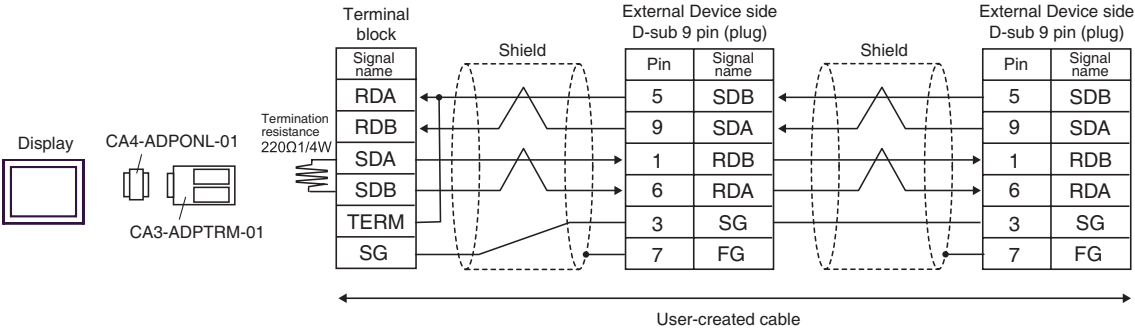 Display
CA4-ADPONL-01
CA3-ADPTRM-01
Termination
resistance
220Ω1/4W
Terminal
block
Signal
name
RDA
RDB
SDA
SDB
TERM
SG
Shield
External Device side
D-sub 9 pin (plug)
Pin Signal
name
5 SDB
9 SDA
1 RDB
6 RDA
3 SG
7 FG
Shield
External Device side
D-sub 9 pin (plug)
Pin Signal
name
5 SDB
9 SDA
1 RDB
6 RDA
3 SG
7 FG
User-created cable